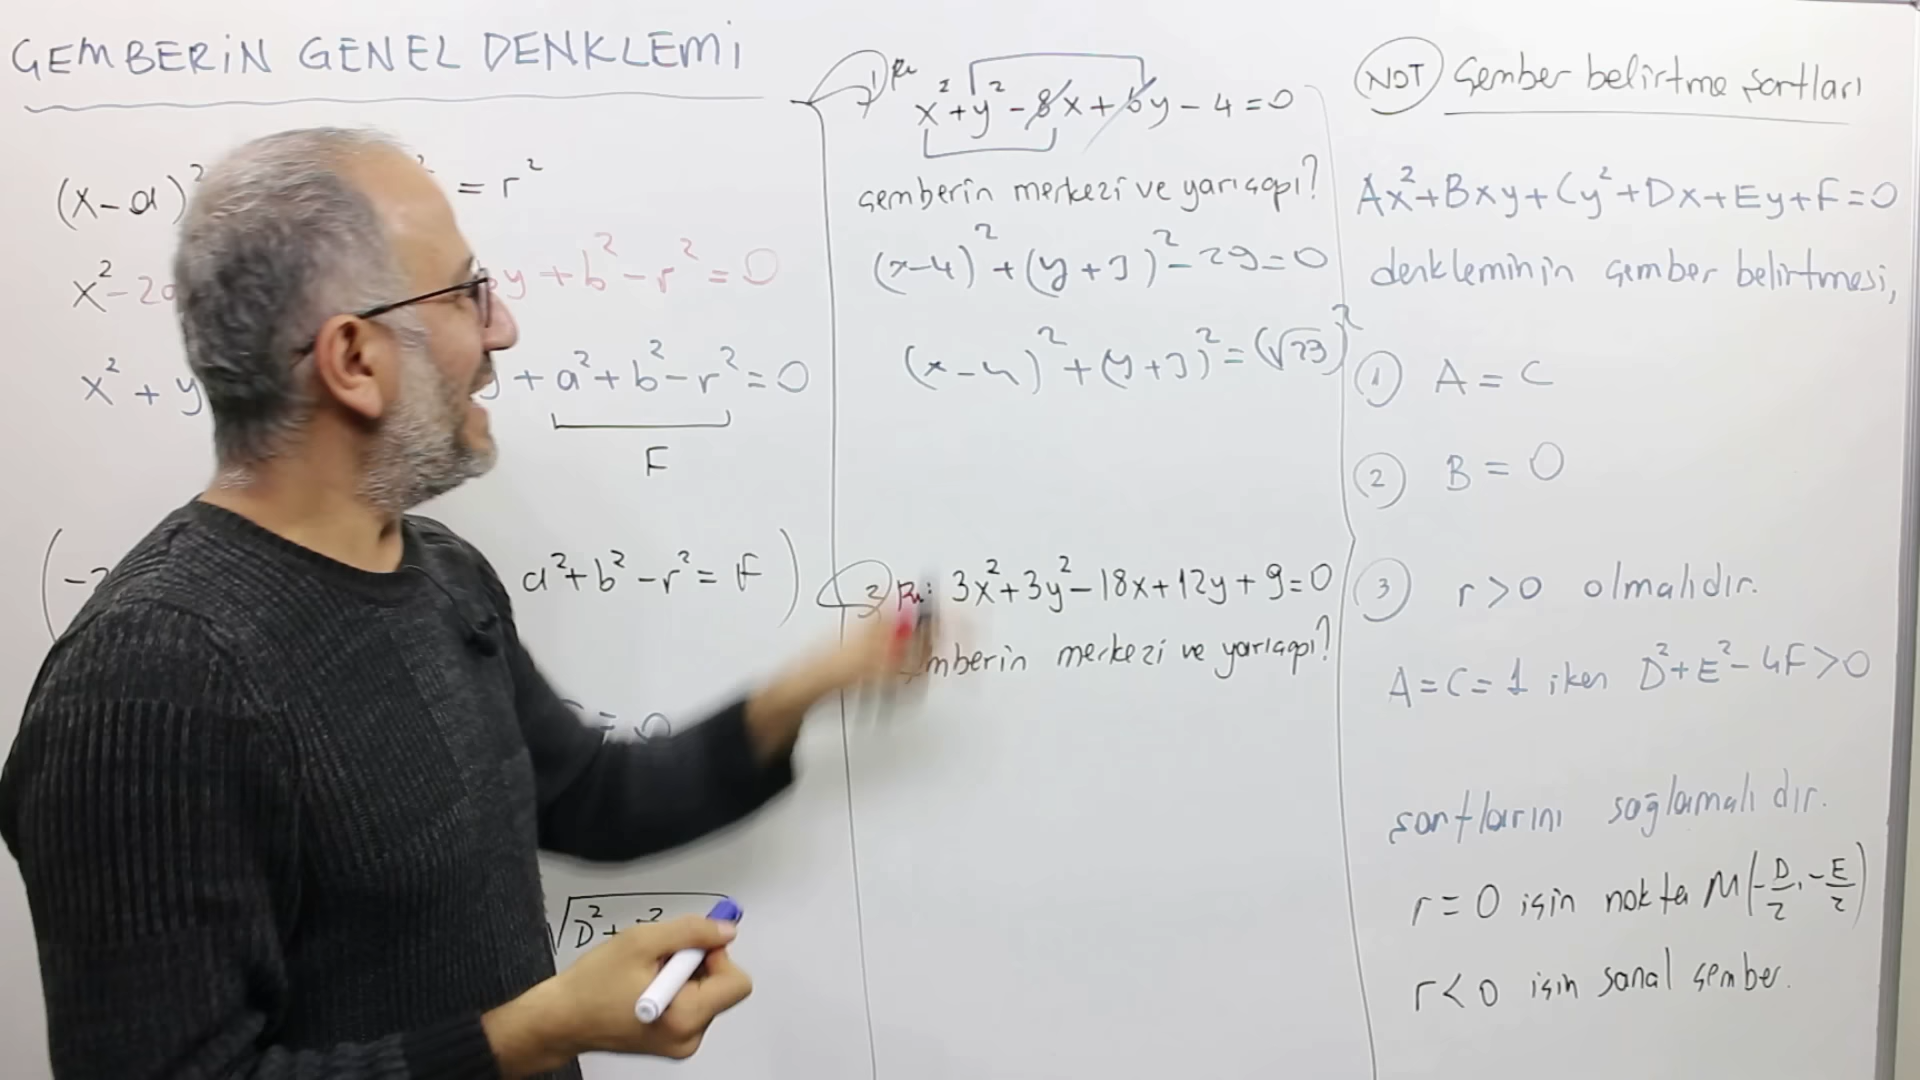 ÇEMBERİN GENEL DENKLEMİ
(x-a)² = r²
x²-2a y+b²-r²=0
x²+y y+a²+b²-r²=0
F
a²+b²-r²=F
=0
√D²+
x²+y²-8x+6y-4=0
çemberin merkezi ve yarıçapı?
(x-4)²+(y+3)²-29=0
(x-4)²+(y+3)²=(√29)²
3x²+3y²-18x+12y+9=0
mberin merkezi ve yarıçapı?
NOT Çember belirtme şartları
Ax²+Bxy+Cy²+Dx+Ey+F=0
denkleminin çember belirtmesi,
1 A=C
2 B=0
3 r>0 olmalıdır.
A=C=1 iken D²+E²-4F>0
şartlarını sağlamalıdır.
r=0 için nokta M(-D/2,-E/2)
r<0 için sanal çember.